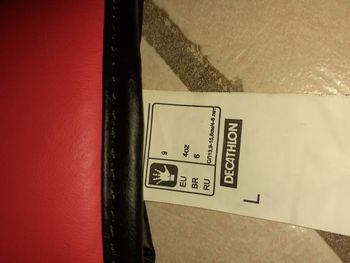 EU 9
BR 4oz
RU 6
DECATHLON
L